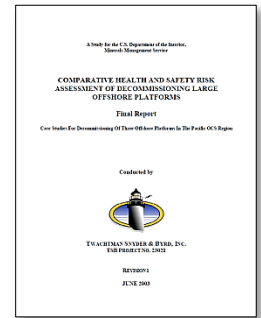 A Study for the U.S. Department of the Interior,
Minerals Management Service
COMPARATIVE HEALTH AND SAFETY RISK
ASSESSMENT OF DECOMMISSIONING LARGE
OFFSHORE PLATFORMS
Final Report
Case Studies For Decommissioning Of Three Offshore Platforms In The Pacific OCS Region
Conducted by
TWACHTMAN SNYDER & BYRD, INC.
TSB PROJECT NO. 23021
REVISION 1
JUNE 2003